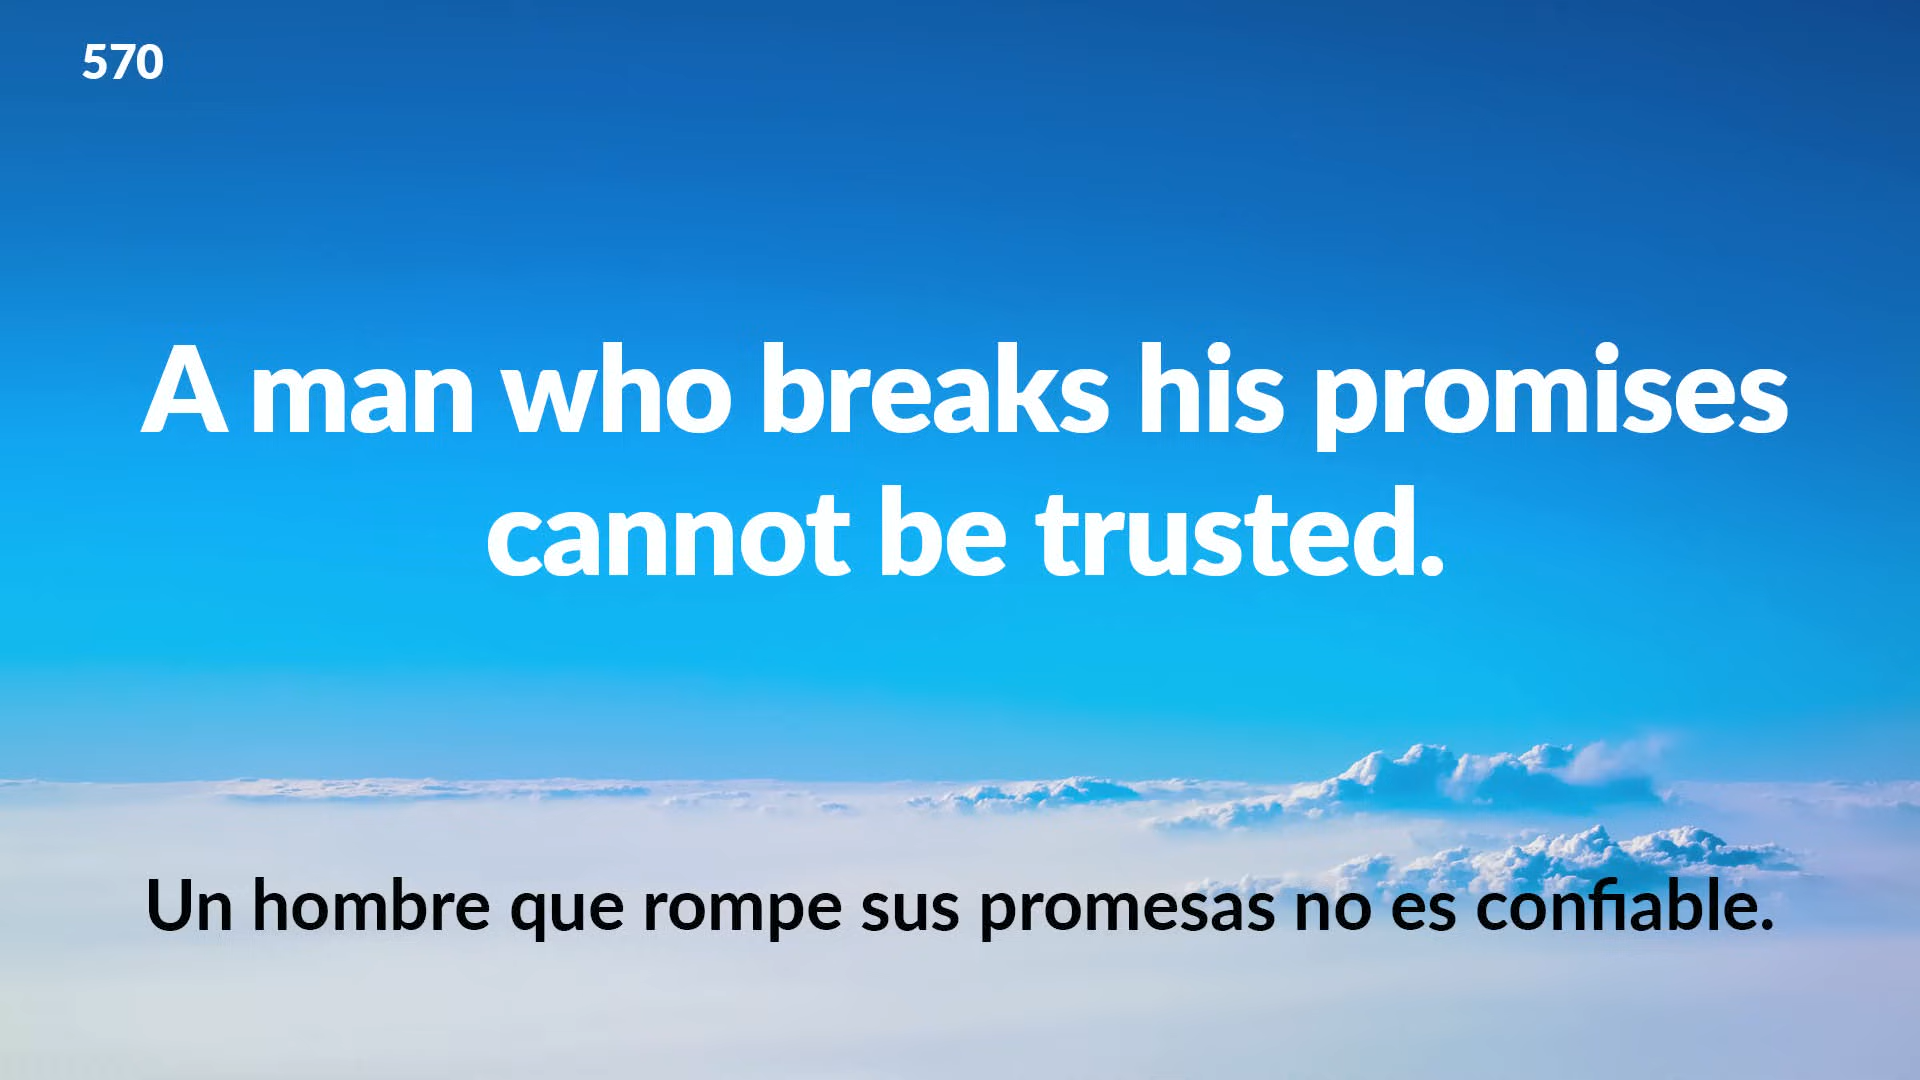 570
A man who breaks his promises
cannot be trusted.
Un hombre que rompe sus promesas no es confiable.